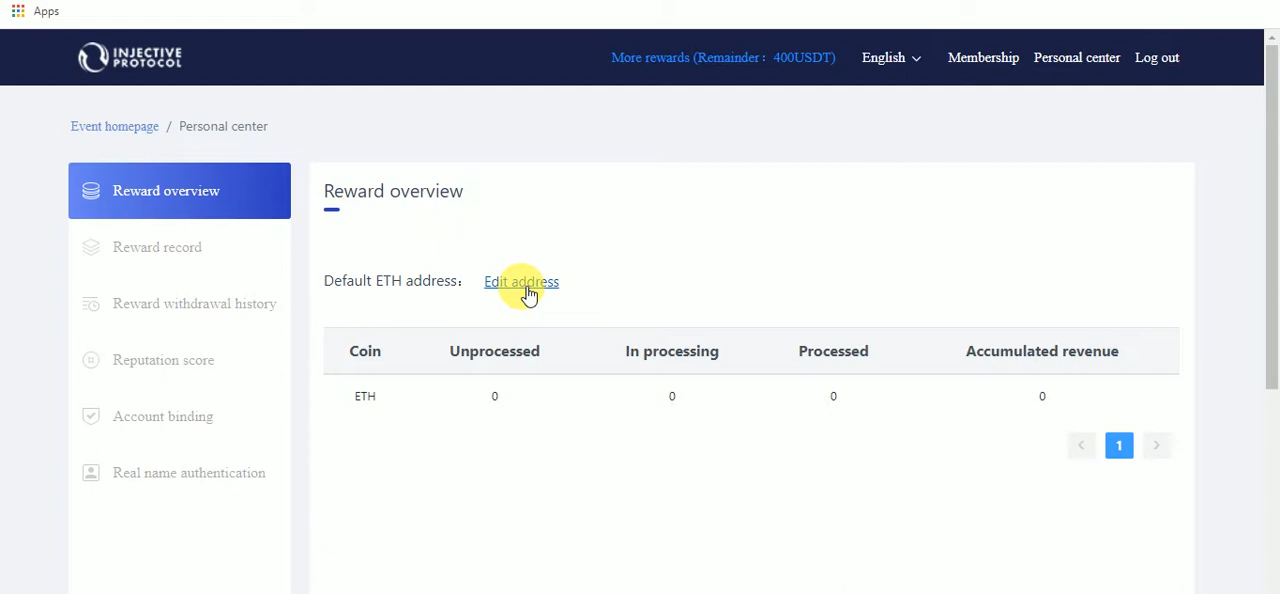 Apps
INJECTIVE
PROTOCOL
More rewards (Remainder： 400USDT)
English
Membership
Personal center
Log out
Event homepage / Personal center
Reward overview
Reward record
Reward withdrawal history
Reputation score
Account binding
Real name authentication
Reward overview
Default ETH address： Edit address
Coin Unprocessed In processing Processed Accumulated revenue
ETH 0 0 0 0
< 1 >